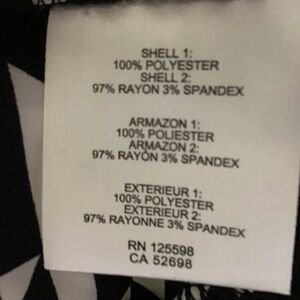 SHELL 1:
100% POLYESTER
SHELL 2:
97% RAYON 3% SPANDEX
ARMAZON 1:
100% POLIESTER
ARMAZON 2:
97% RAYÓN 3% SPANDEX
EXTERIEUR 1:
100% POLYESTER
EXTERIEUR 2:
97% RAYONNE 3% SPANDEX
RN 125598
CA 52698